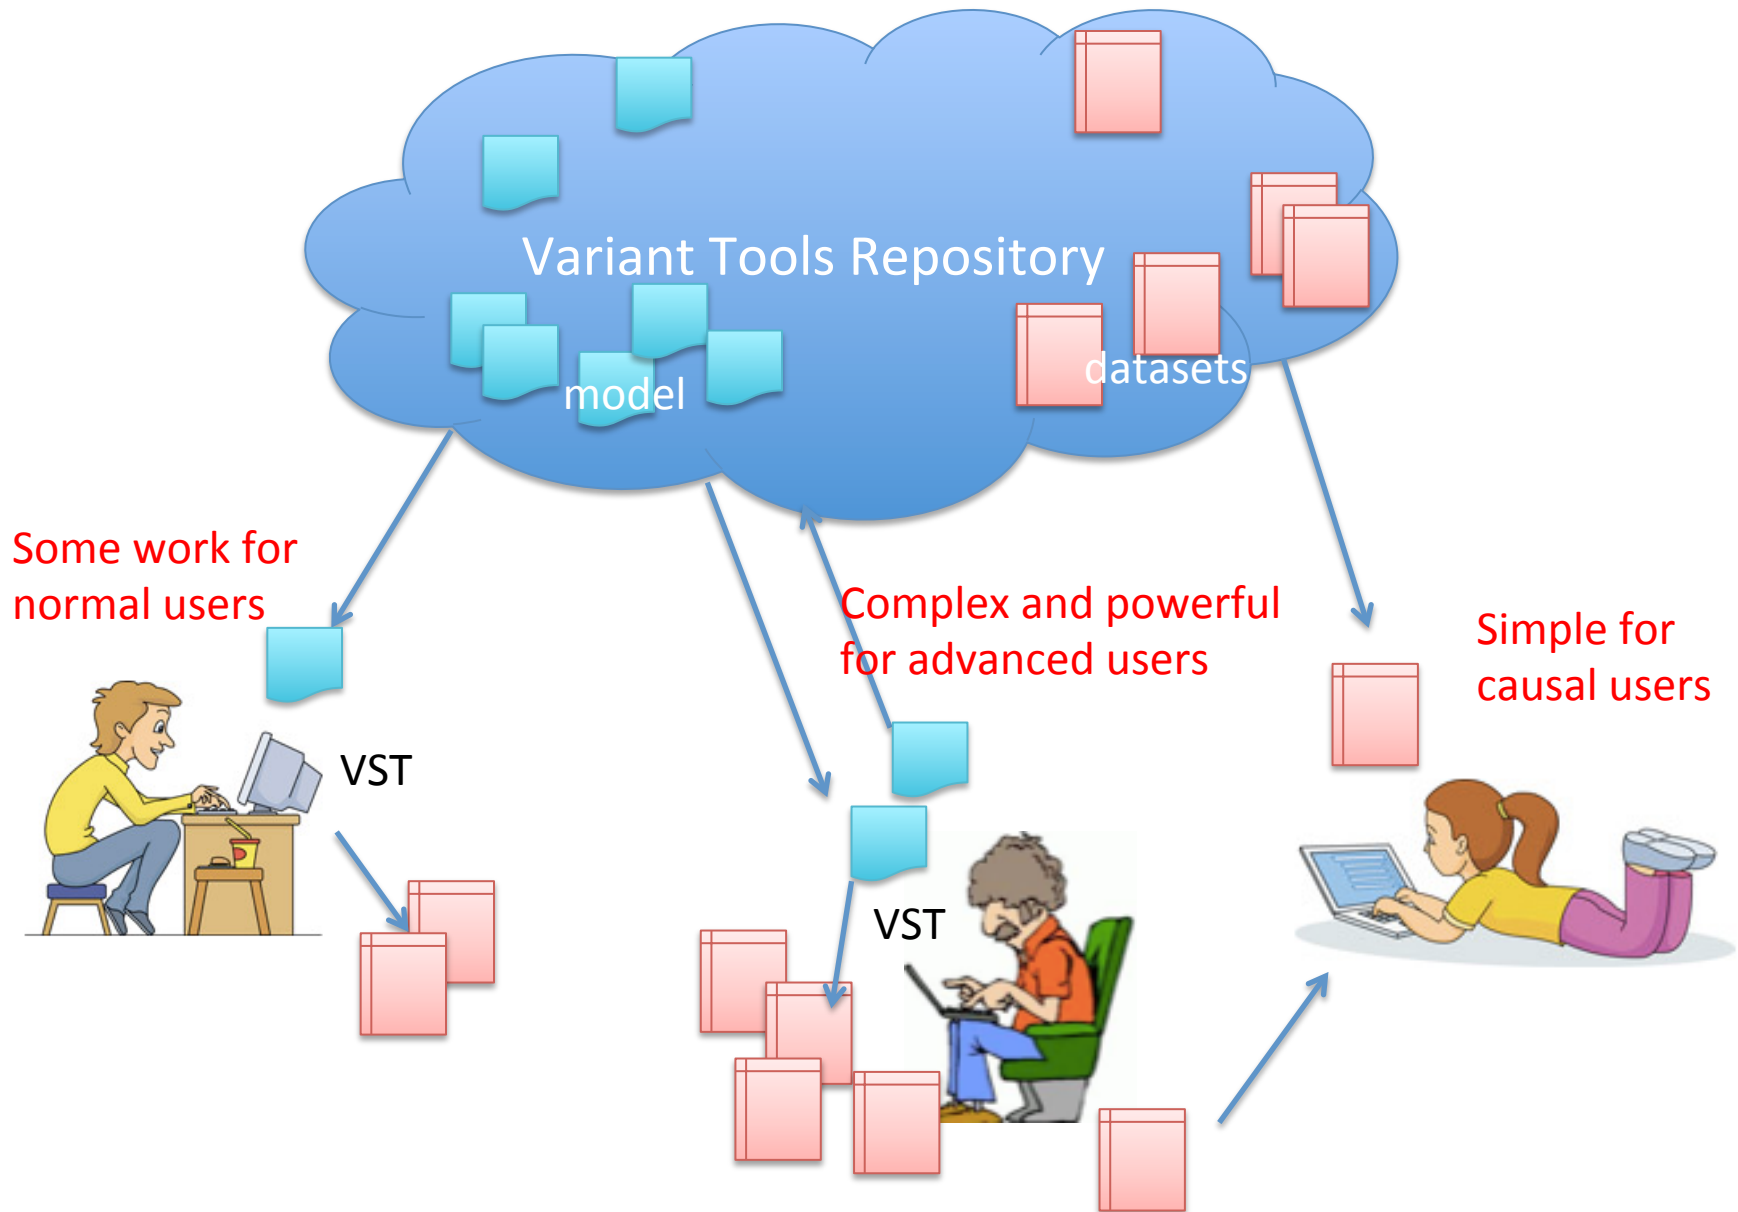 Variant Tools Repository
model
datasets
Some work for
normal users
Complex and powerful
for advanced users
Simple for
causal users
VST
VST